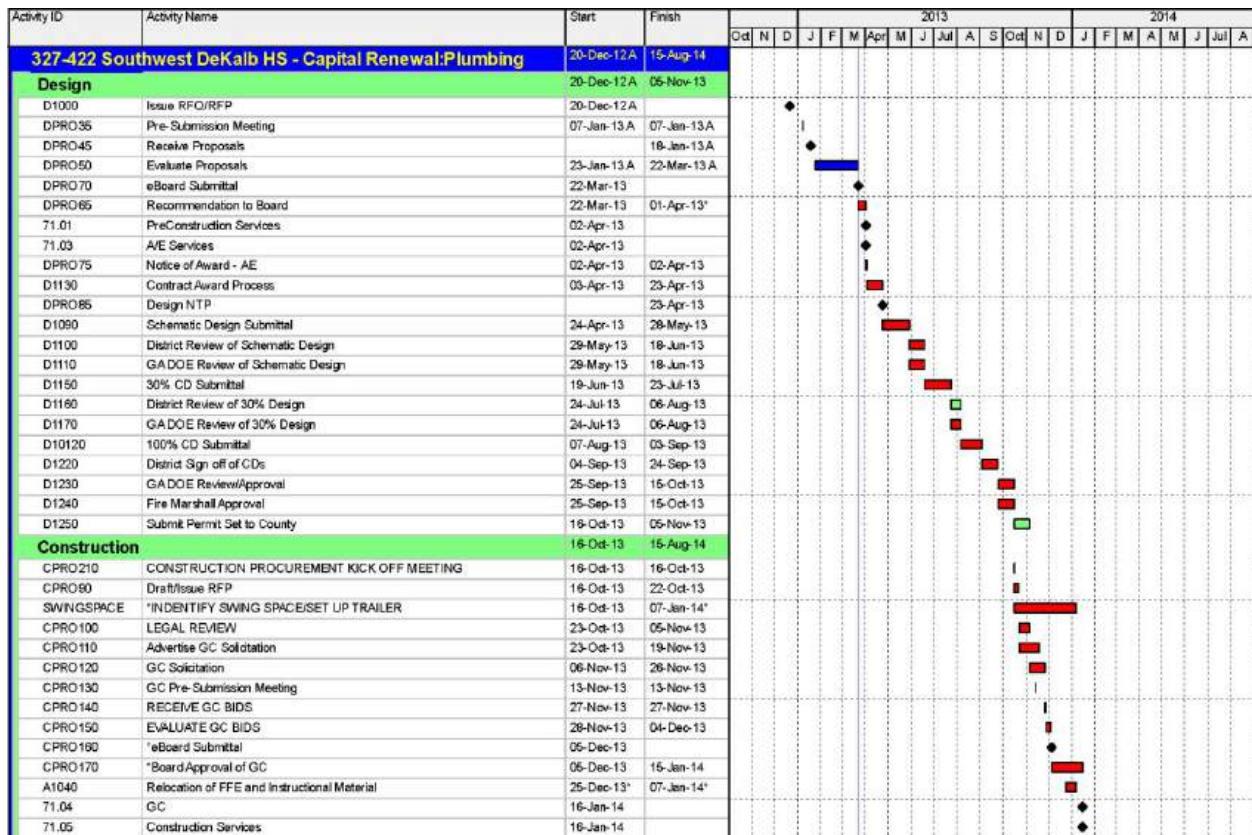 Activity ID Activity Name Start Finish 2013 2014
Oct N D J F M Apr M J Jul A S Oct N D J F M A M J Jul A
327-422 Southwest DeKalb HS - Capital Renewal:Plumbing 20-Dec-12 A 15-Aug-14
Design 20-Dec-12 A 05-Nov-13
D1000 Issue RFQ/RFP 20-Dec-12 A
DPRO35 Pre-Submission Meeting 07-Jan-13 A 07-Jan-13 A
DPRO45 Receive Proposals 18-Jan-13 A
DPRO50 Evaluate Proposals 23-Jan-13 A 22-Mar-13 A
DPRO70 eBoard Submittal 22-Mar-13
DPRO65 Recommendation to Board 22-Mar-13 01-Apr-13*
71.01 PreConstruction Services 02-Apr-13
71.03 A/E Services 02-Apr-13
DPRO75 Notice of Award - AE 02-Apr-13 02-Apr-13
D1130 Contract Award Process 03-Apr-13 23-Apr-13
DPRO85 Design NTP 23-Apr-13
D1090 Schematic Design Submittal 24-Apr-13 28-May-13
D1100 District Review of Schematic Design 29-May-13 18-Jun-13
D1110 GADOE Review of Schematic Design 29-May-13 18-Jun-13
D1150 30% CD Submittal 19-Jun-13 23-Jul-13
D1160 District Review of 30% Design 24-Jul-13 06-Aug-13
D1170 GADOE Review of 30% Design 24-Jul-13 06-Aug-13
D10120 100% CD Submittal 07-Aug-13 03-Sep-13
D1220 District Sign off of CDs 04-Sep-13 24-Sep-13
D1230 GADOE Review/Approval 25-Sep-13 15-Oct-13
D1240 Fire Marshall Approval 25-Sep-13 15-Oct-13
D1250 Submit Permit Set to County 16-Oct-13 05-Nov-13
Construction 16-Oct-13 15-Aug-14
CPRO210 CONSTRUCTION PROCUREMENT KICK OFF MEETING 16-Oct-13 16-Oct-13
CPRO90 Draft/Issue RFP 16-Oct-13 22-Oct-13
SWINGSPACE *INDENTIFY SWING SPACE/SET UP TRAILER 16-Oct-13 07-Jan-14*
CPRO100 LEGAL REVIEW 23-Oct-13 05-Nov-13
CPRO110 Advertise GC Solicitation 23-Oct-13 19-Nov-13
CPRO120 GC Solicitation 06-Nov-13 26-Nov-13
CPRO130 GC Pre-Submission Meeting 13-Nov-13 13-Nov-13
CPRO140 RECEIVE GC BIDS 27-Nov-13 27-Nov-13
CPRO150 EVALUATE GC BIDS 28-Nov-13 04-Dec-13
CPRO160 *eBoard Submittal 05-Dec-13
CPRO170 *Board Approval of GC 05-Dec-13 15-Jan-14
A1040 Relocation of FFE and Instructional Material 25-Dec-13* 07-Jan-14*
71.04 GC 16-Jan-14
71.05 Construction Services 16-Jan-14